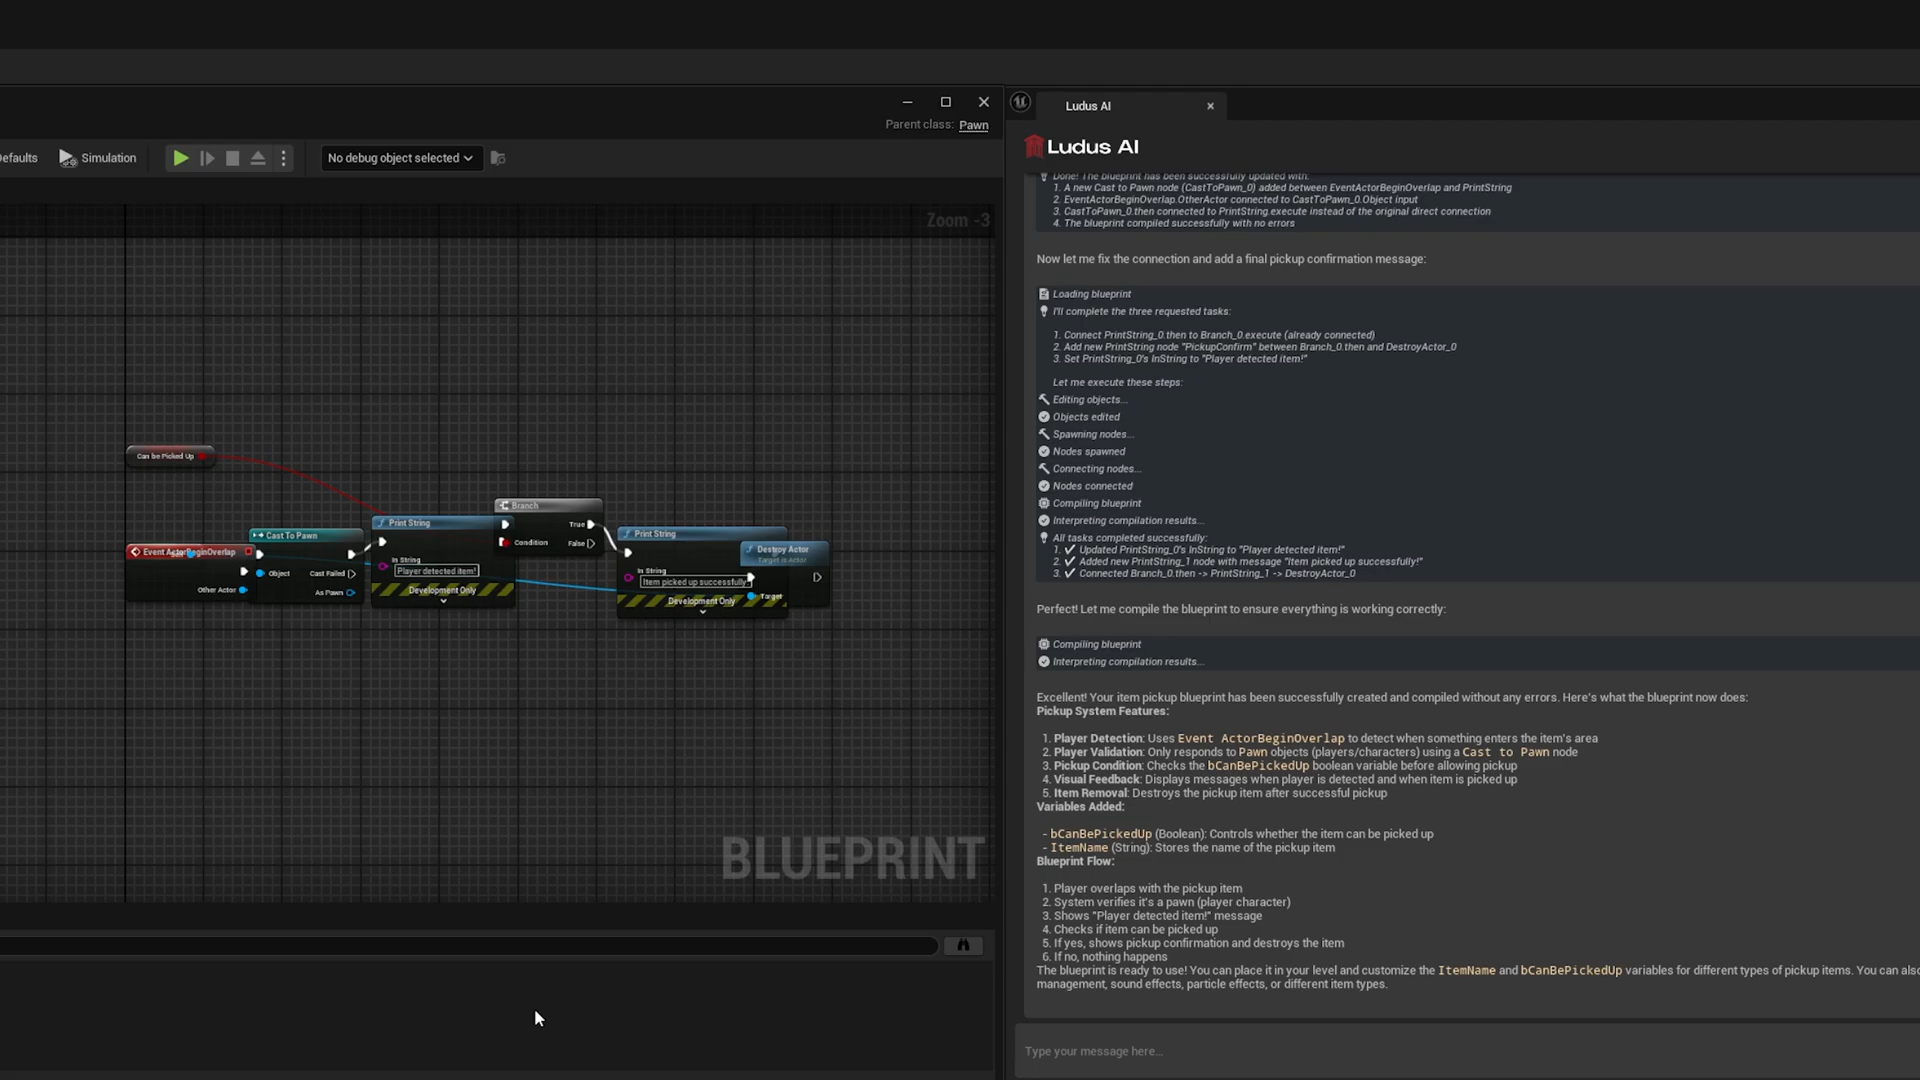 Parent class: Pawn
Defaults
Simulation
No debug object selected
Zoom -3
Can be Picked Up
Event ActorBeginOverlap
Other Actor
Cast To Pawn
Object
Cast Failed
As Pawn
Print String
In String
Player detected item!
Development Only
Branch
True
Condition
False
Print String
In String
Item picked up successfully!
Development Only
Destroy Actor
Target is Actor
Target
BLUEPRINT
Ludus AI
Ludus AI
Done! The blueprint has been successfully updated with:
1. A new Cast to Pawn node (CastToPawn_0) added between EventActorBeginOverlap and PrintString
2. EventActorBeginOverlap.OtherActor connected to CastToPawn_0.Object input
3. CastToPawn_0.then connected to PrintString.execute instead of the original direct connection
4. The blueprint compiled successfully with no errors
Now let me fix the connection and add a final pickup confirmation message:
Loading blueprint
I'll complete the three requested tasks:
1. Connect PrintString_0.then to Branch_0.execute (already connected)
2. Add new PrintString node "PickupConfirm" between Branch_0.then and DestroyActor_0
3. Set PrintString_0's InString to "Player detected item!"
Let me execute these steps:
Editing objects...
Objects edited
Spawning nodes...
Nodes spawned
Connecting nodes...
Nodes connected
Compiling blueprint
Interpreting compilation results...
All tasks completed successfully:
1. ✔ Updated PrintString_0's InString to "Player detected item!"
2. ✔ Added new PrintString_1 node with message "Item picked up successfully!"
3. ✔ Connected Branch_0.then -> PrintString_1 -> DestroyActor_0
Perfect! Let me compile the blueprint to ensure everything is working correctly:
Compiling blueprint
Interpreting compilation results...
Excellent! Your item pickup blueprint has been successfully created and compiled without any errors. Here's what the blueprint now does:
Pickup System Features:
1. Player Detection: Uses Event ActorBeginOverlap to detect when something enters the item's area
2. Player Validation: Only responds to Pawn objects (players/characters) using a Cast to Pawn node
3. Pickup Condition: Checks the bCanBePickedUp boolean variable before allowing pickup
4. Visual Feedback: Displays messages when player is detected and when item is picked up
5. Item Removal: Destroys the pickup item after successful pickup
Variables Added:
- bCanBePickedUp (Boolean): Controls whether the item can be picked up
- ItemName (String): Stores the name of the pickup item
Blueprint Flow:
1. Player overlaps with the pickup item
2. System verifies it's a pawn (player character)
3. Shows "Player detected item!" message
4. Checks if item can be picked up
5. If yes, shows pickup confirmation and destroys the item
6. If no, nothing happens
The blueprint is ready to use! You can place it in your level and customize the ItemName and bCanBePickedUp variables for different types of pickup items. You can also
management, sound effects, particle effects, or different item types.
Type your message here...